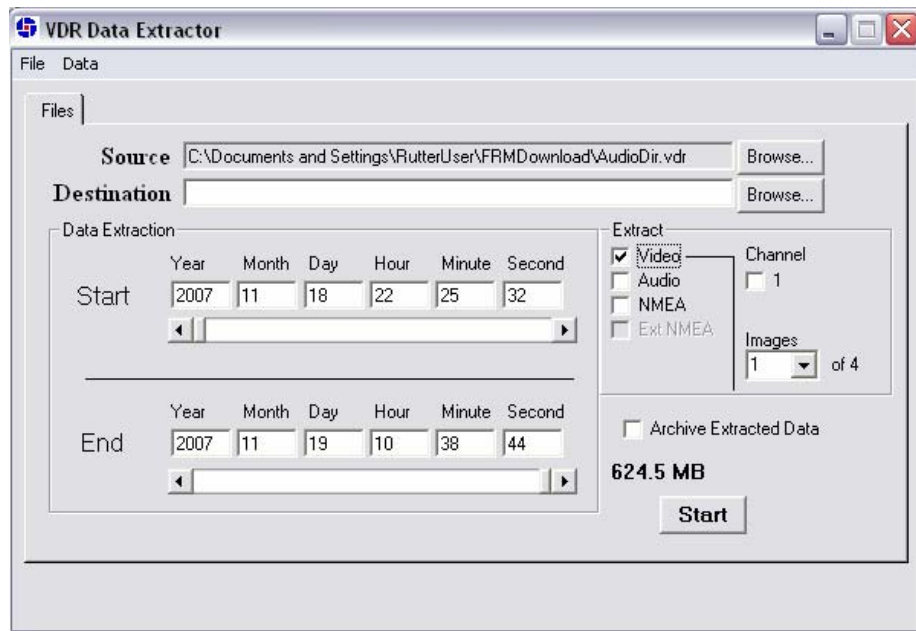 VDR Data Extractor
File Data
Files
Source C:\Documents and Settings\RutterUser\FRMDownload\AudioDir.vdr Browse...
Destination Browse...
Data Extraction
Year Month Day Hour Minute Second
Start 2007 11 18 22 25 32
Year Month Day Hour Minute Second
End 2007 11 19 10 38 44
Extract
Video Channel
Audio 1
NMEA
Ext NMEA
Images
1 of 4
Archive Extracted Data
624.5 MB
Start